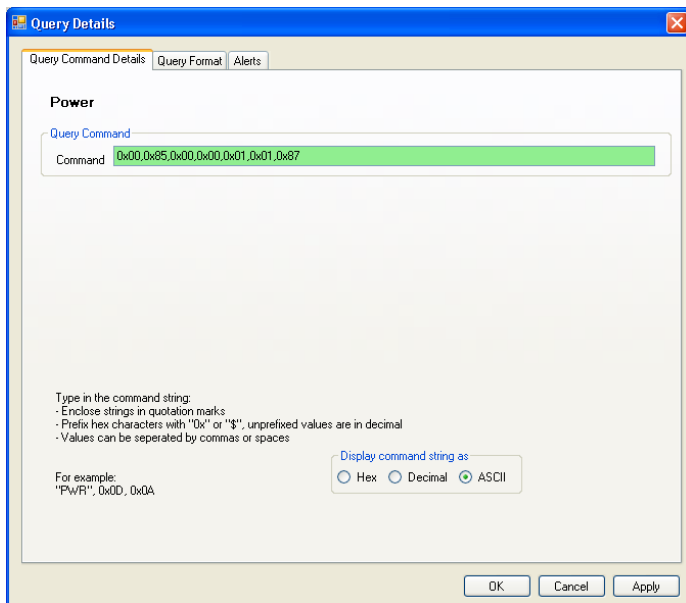 Query Details
Query Command Details Query Format Alerts
Power
Query Command
Command 0x00,0x85,0x00,0x00,0x01,0x01,0x87
Type in the command string:
- Enclose strings in quotation marks
- Prefix hex characters with "0x" or "$", unprefixed values are in decimal
- Values can be seperated by commas or spaces
Display command string as
For example:
"PWR", 0x0D, 0x0A
Hex Decimal ASCII
OK Cancel Apply